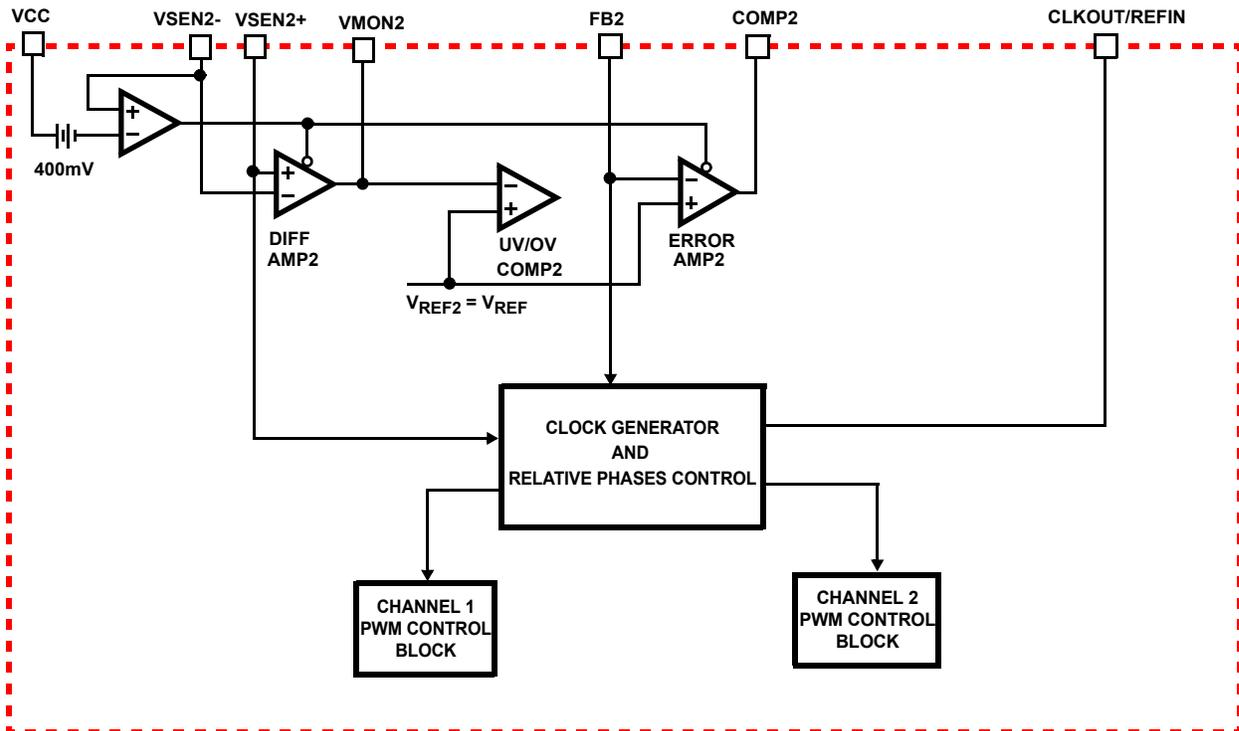 VCC
VSEN2-
VSEN2+
VMON2
FB2
COMP2
CLKOUT/REFIN
400mV
+
−
+
−
DIFF
AMP2
−
+
UV/OV
COMP2
−
+
ERROR
AMP2
VREF2 = VREF
CLOCK GENERATOR
AND
RELATIVE PHASES CONTROL
CHANNEL 1
PWM CONTROL
BLOCK
CHANNEL 2
PWM CONTROL
BLOCK